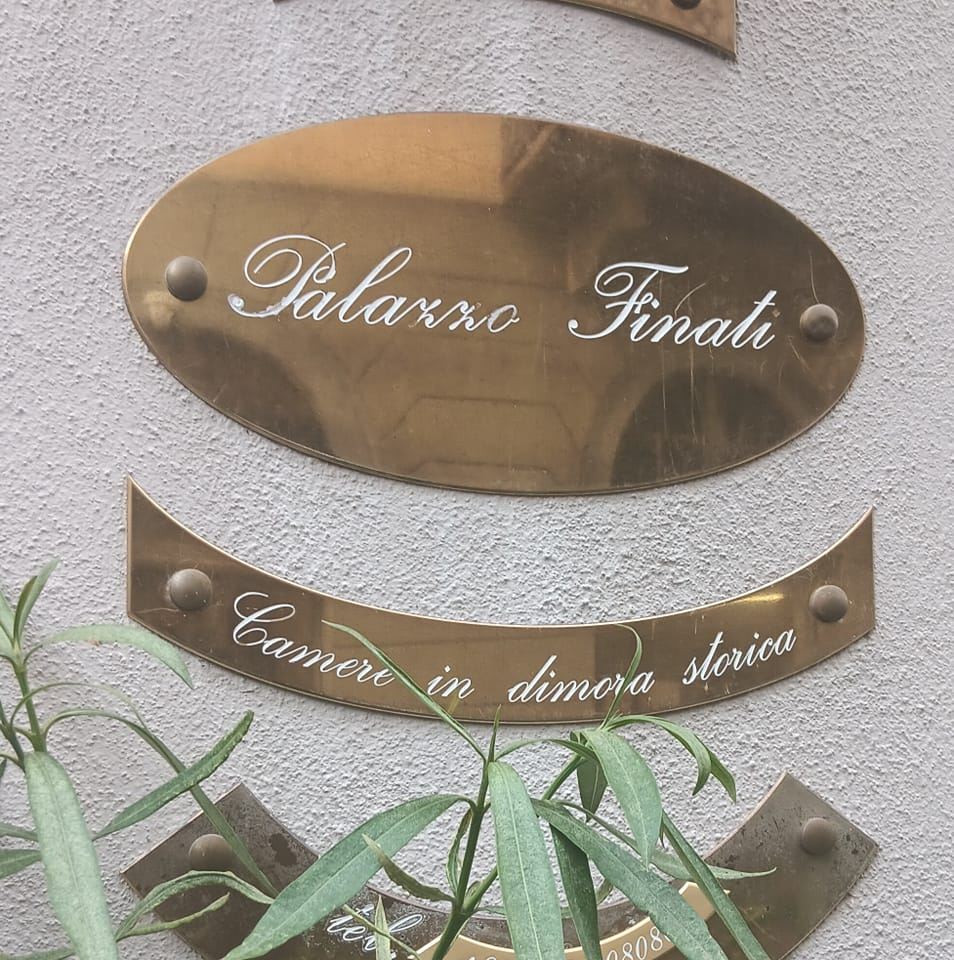 Palazzo Finati
Camere in dimora storica